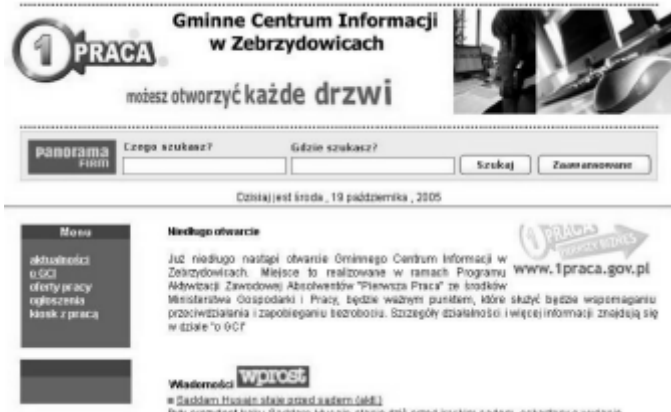 Gminne Centrum Informacji
w Zebrzydowicach
1 PRACA
możesz otworzyć każde drzwi
Panorama
FIRM
Czego szukasz?
Gdzie szukasz?
Szukaj
Zaawansowane
Dzisiaj jest środa , 19 października , 2005
Menu
aktualności
o GCI
oferty pracy
ogłoszenia
kiosk z pracą
Niedługo otwarcie
1 PRACA
PIERWSZY BIZNES
www.1praca.gov.pl
Już niedługo nastąpi otwarcie Gminnego Centrum Informacji w
Zebrzydowicach. Miejsce to realizowane w ramach Programu
Aktywizacji Zawodowej Absolwentów "Pierwsza Praca" ze środków
Ministerstwa Gospodarki i Pracy, będzie ważnym punktem, które służyć będzie wspomaganiu
przeciwdziałania i zapobieganiu bezrobociu. Szczegóły działalności i więcej informacji znajdują się
w dziale "o GCI"
Wiadomości wprost
Saddam Husajn staje przed sądem (akt.)